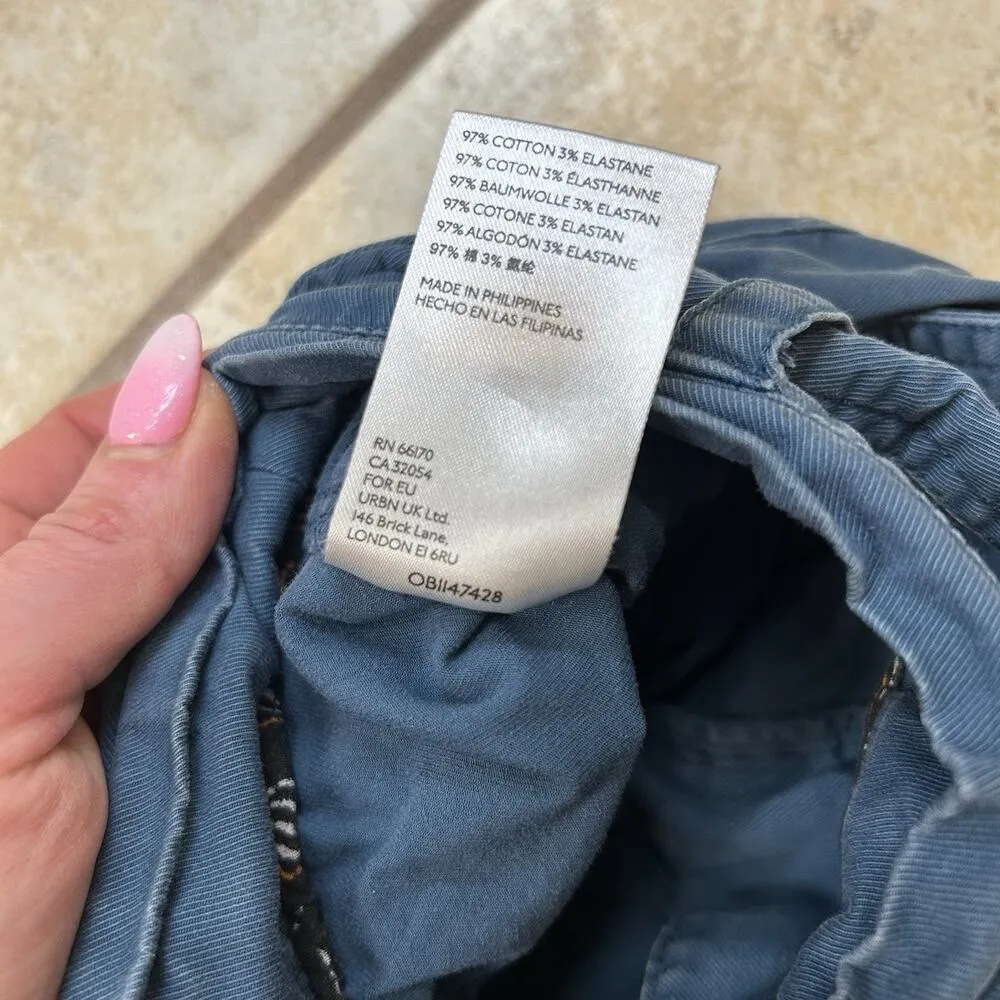 97% COTTON 3% ELASTANE
97% COTON 3% ÉLASTHANNE
97% BAUMWOLLE 3% ELASTAN
97% COTONE 3% ELASTAN
97% ALGODÓN 3% ELASTANE
97% 棉 3% 氨纶
MADE IN PHILIPPINES
HECHO EN LAS FILIPINAS
RN 66170
CA 32054
FOR EU
URBN UK Ltd.
146 Brick Lane,
LONDON E1 6RU
OB1147428